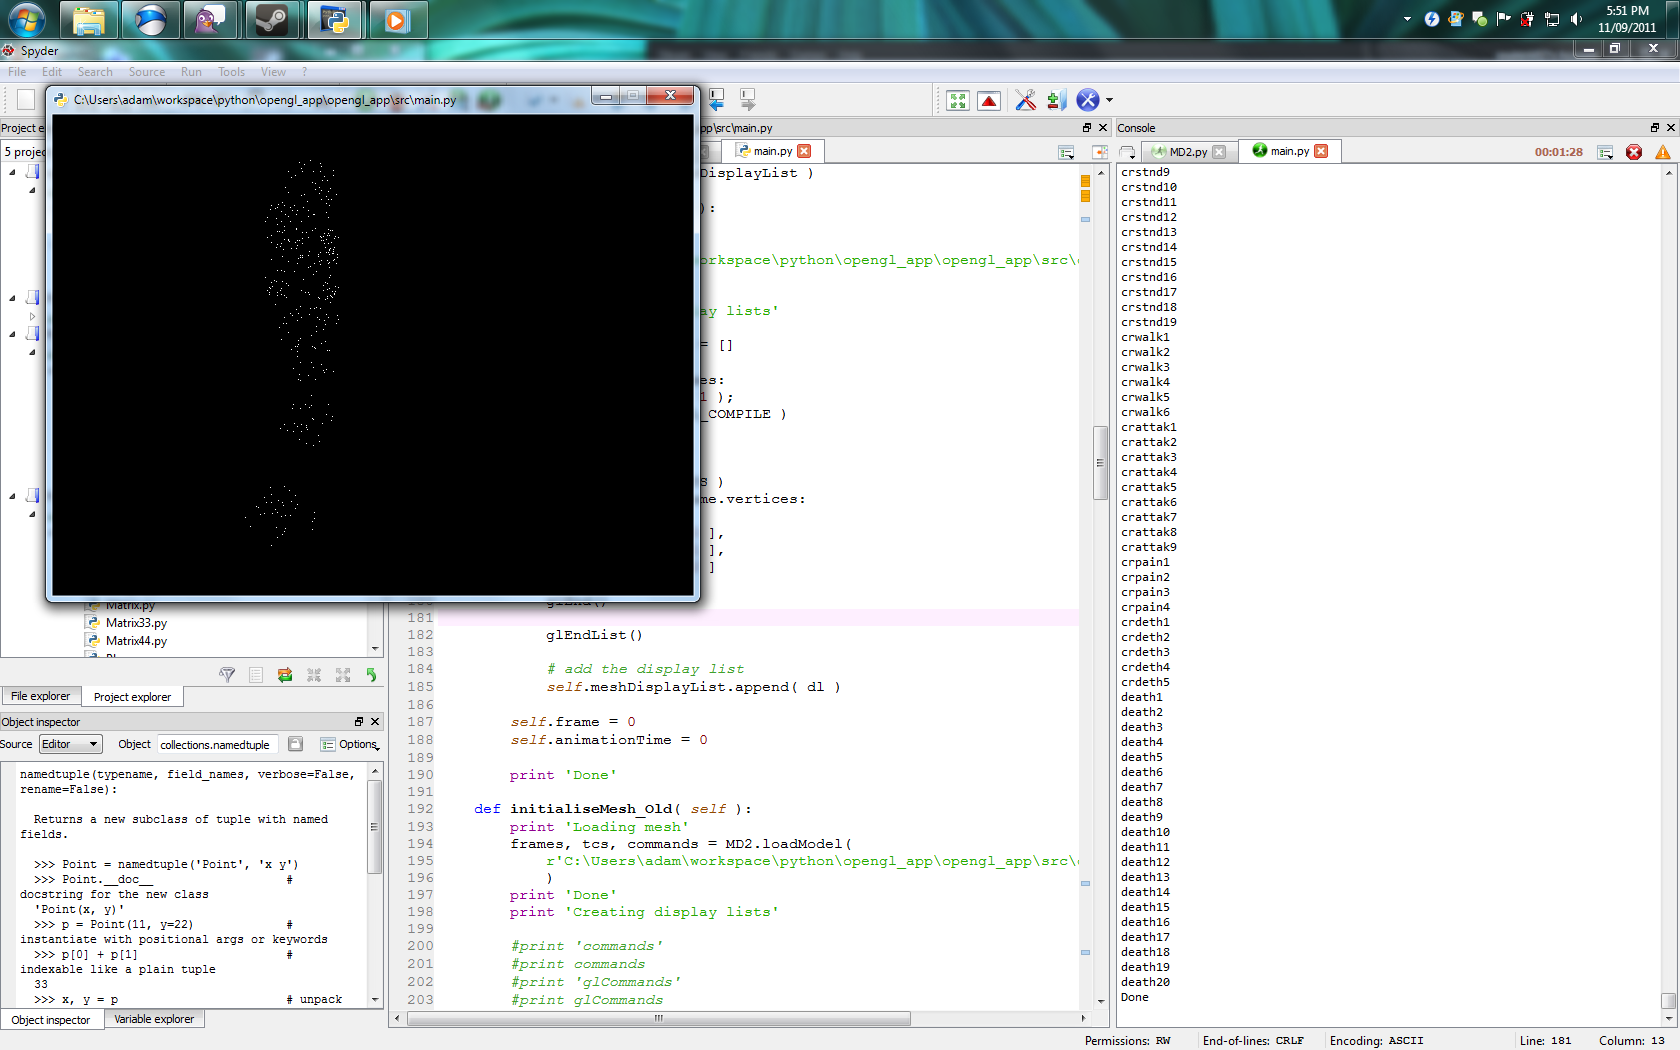 5:51 PM
11/09/2011
Spyder
File Edit Search Source Run Tools View ?
C:\Users\adam\workspace\python\opengl_app\opengl_app\src\main.py
Project e
5 projec
Matrix.py
Matrix33.py
Matrix44.py
File explorer Project explorer
Object inspector
Source Editor Object collections.namedtuple Options
namedtuple(typename, field_names, verbose=False,
rename=False):
Returns a new subclass of tuple with named
fields.
>>> Point = namedtuple('Point', 'x y')
>>> Point.__doc__ #
docstring for the new class
'Point(x, y)'
>>> p = Point(11, y=22) #
instantiate with positional args or keywords
>>> p[0] + p[1] #
indexable like a plain tuple
33
>>> x, y = p # unpack
Object inspector Variable explorer
pp\src\main.py
main.py
DisplayList )
):
orkspace\python\opengl_app\opengl_app\src\
ay lists'
= []
es:
1 );
_COMPILE )
s )
me.vertices:
],
],
]
glEnd()
181
182 glEndList()
183
184 # add the display list
185 self.meshDisplayList.append( dl )
186
187 self.frame = 0
188 self.animationTime = 0
189
190 print 'Done'
191
192 def initialiseMesh_Old( self ):
193 print 'Loading mesh'
194 frames, tcs, commands = MD2.loadModel(
195 r'C:\Users\adam\workspace\python\opengl_app\opengl_app\src\
196 )
197 print 'Done'
198 print 'Creating display lists'
199
200 #print 'commands'
201 #print commands
202 #print 'glCommands'
203 #print glCommands
Console
MD2.py main.py 00:01:28
crstnd9
crstnd10
crstnd11
crstnd12
crstnd13
crstnd14
crstnd15
crstnd16
crstnd17
crstnd18
crstnd19
crwalk1
crwalk2
crwalk3
crwalk4
crwalk5
crwalk6
crattak1
crattak2
crattak3
crattak4
crattak5
crattak6
crattak7
crattak8
crattak9
crpain1
crpain2
crpain3
crpain4
crdeth1
crdeth2
crdeth3
crdeth4
crdeth5
death1
death2
death3
death4
death5
death6
death7
death8
death9
death10
death11
death12
death13
death14
death15
death16
death17
death18
death19
death20
Done
Permissions: RW End-of-lines: CRLF Encoding: ASCII Line: 181 Column: 13